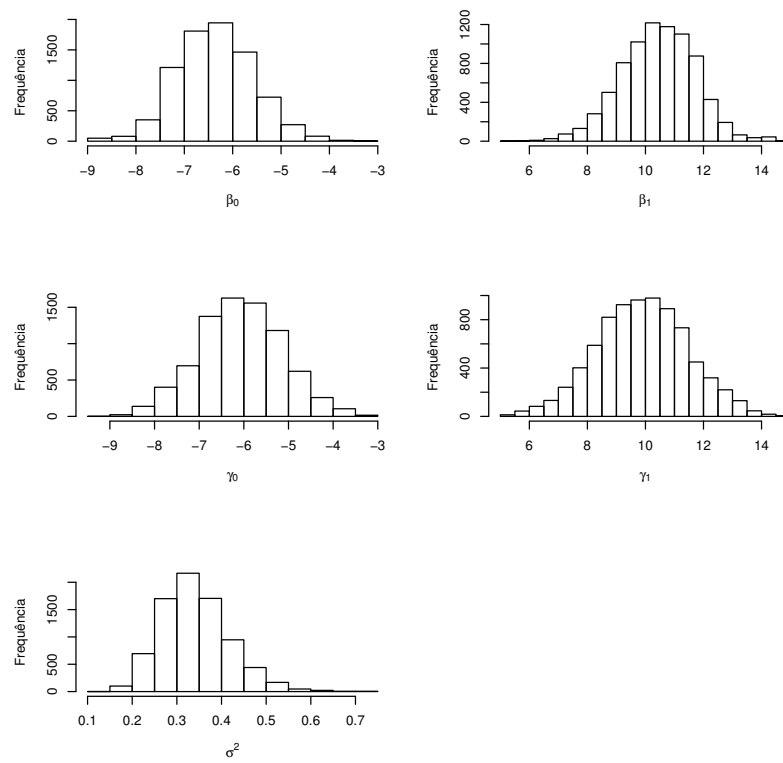 Frequência
0 500 1500
−9 −8 −7 −6 −5 −4 −3
β0
Frequência
0 400 800 1200
6 8 10 12 14
β1
Frequência
0 500 1500
−9 −8 −7 −6 −5 −4 −3
γ0
Frequência
0 400 800
6 8 10 12 14
γ1
Frequência
0 500 1500
0.1 0.2 0.3 0.4 0.5 0.6 0.7
σ²